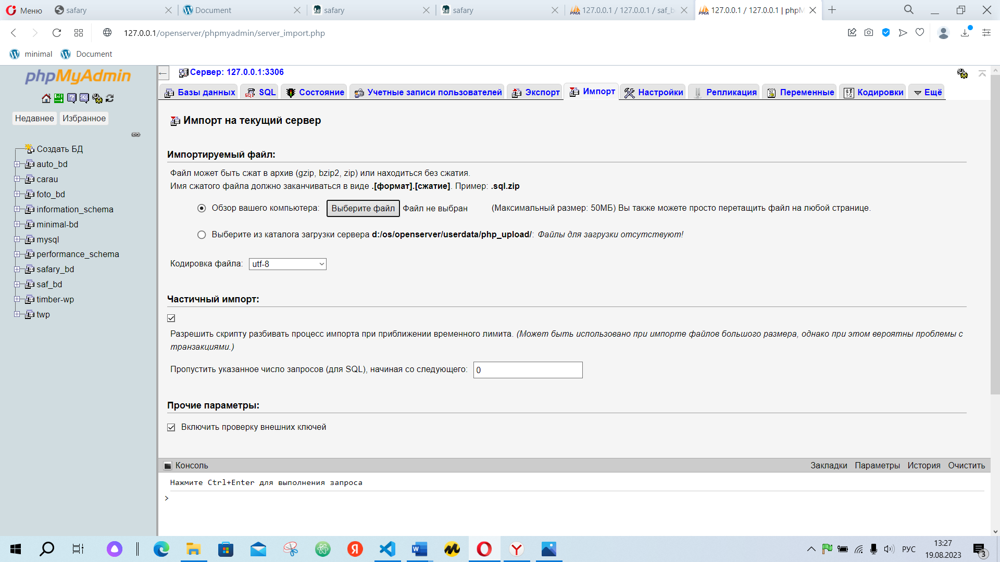 Меню
safary
Document
safary
safary
127.0.0.1 / 127.0.0.1 / saf_b
127.0.0.1 / 127.0.0.1 | phpM
127.0.0.1/openserver/phpmyadmin/server_import.php
minimal
Document
phpMyAdmin
Недавнее
Избранное
Создать БД
auto_bd
carau
foto_bd
information_schema
minimal-bd
mysql
performance_schema
safary_bd
saf_bd
timber-wp
twp
Сервер: 127.0.0.1:3306
Базы данных
SQL
Состояние
Учетные записи пользователей
Экспорт
Импорт
Настройки
Репликация
Переменные
Кодировки
Ещё
Импорт на текущий сервер
Импортируемый файл:
Файл может быть сжат в архив (gzip, bzip2, zip) или находиться без сжатия.
Имя сжатого файла должно заканчиваться в виде .[формат].[сжатие]. Пример: .sql.zip
Обзор вашего компьютера: Выберите файл Файл не выбран (Максимальный размер: 50МБ) Вы также можете просто перетащить файл на любой странице.
Выберите из каталога загрузки сервера d:/os/openserver/userdata/php_upload/: Файлы для загрузки отсутствуют!
Кодировка файла: utf-8
Частичный импорт:
Разрешить скрипту разбивать процесс импорта при приближении временного лимита. (Может быть использовано при импорте файлов большого размера, однако при этом вероятны проблемы с
транзакциями.)
Пропустить указанное число запросов (для SQL), начиная со следующего: 0
Прочие параметры:
Включить проверку внешних ключей
Консоль
Закладки Параметры История Очистить
Нажмите Ctrl+Enter для выполнения запроса
>
РУС
13:27
19.08.2023
3